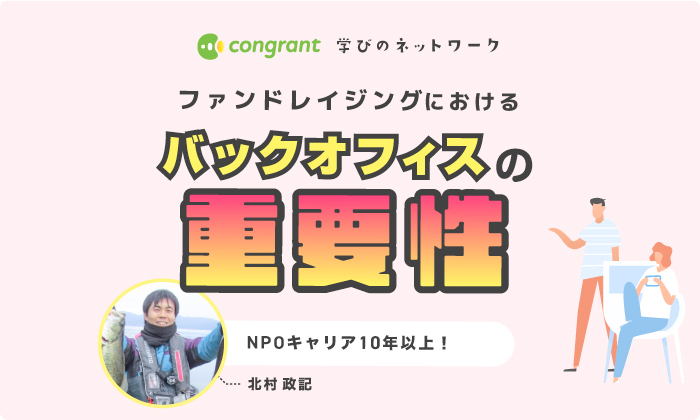 congrant 学びのネットワーク
ファンドレイジングにおける
バックオフィスの
重要性
NPOキャリア10年以上！
北村 政記